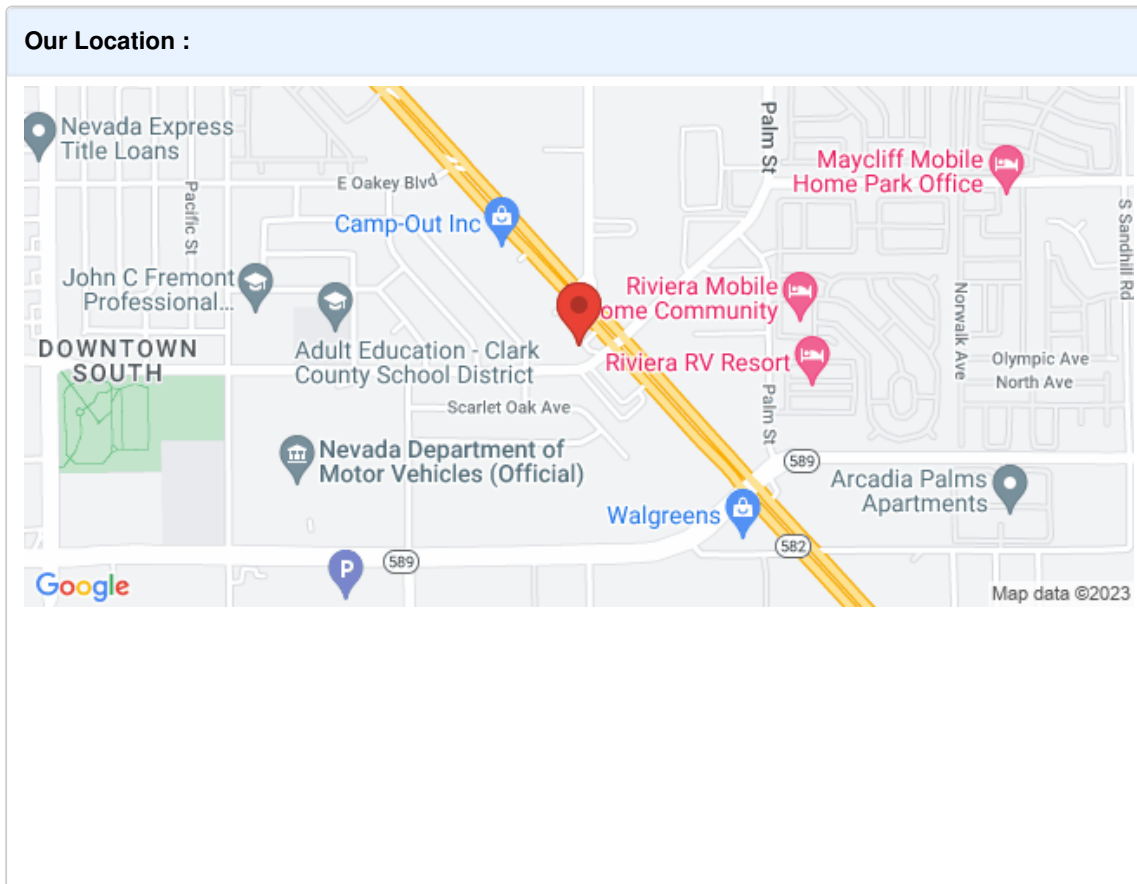 Our Location :
Nevada Express
Title Loans
Palm St
Maycliff Mobile
Home Park Office
E Oakey Blvd
Pacific St
Camp-Out Inc
S Sandhill Rd
John C Fremont
Professional...
Riviera Mobile
ome Community
Norwalk Ave
DOWNTOWN
SOUTH
Adult Education - Clark
County School District
Riviera RV Resort
Olympic Ave
North Ave
Scarlet Oak Ave
Palm St
Nevada Department of
Motor Vehicles (Official)
589
Arcadia Palms
Apartments
Walgreens
582
589
P
Google
Map data ©2023